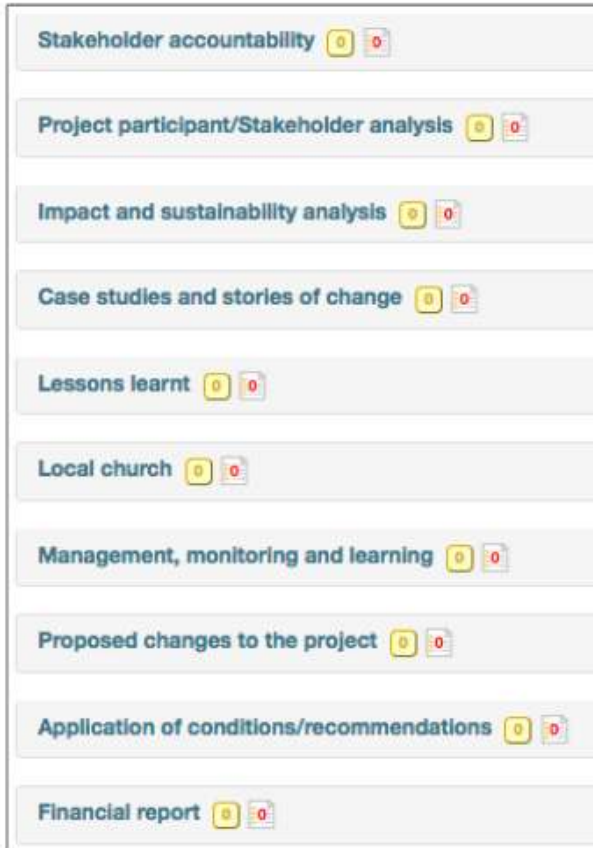 Stakeholder accountability 0 0
Project participant/Stakeholder analysis 0 0
Impact and sustainability analysis 0 0
Case studies and stories of change 0 0
Lessons learnt 0 0
Local church 0 0
Management, monitoring and learning 0 0
Proposed changes to the project 0 0
Application of conditions/recommendations 0 0
Financial report 0 0